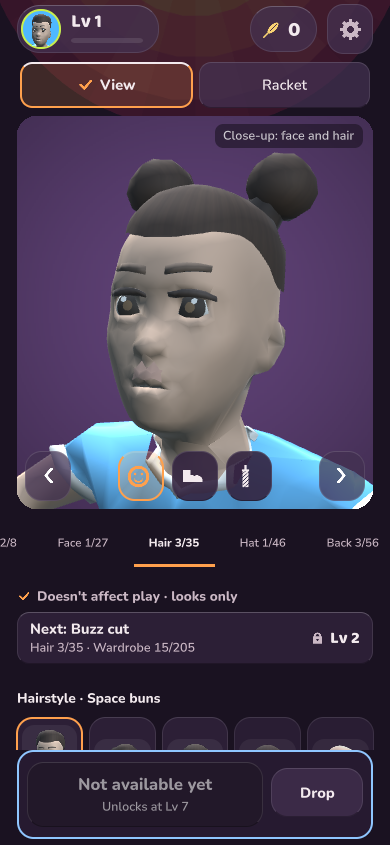 Lv 1
0
View
Racket
Close-up: face and hair
2/8
Face 1/27
Hair 3/35
Hat 1/46
Back 3/56
Doesn't affect play · looks only
Next: Buzz cut
Hair 3/35 · Wardrobe 15/205
Lv 2
Hairstyle · Space buns
Not available yet
Unlocks at Lv 7
Drop